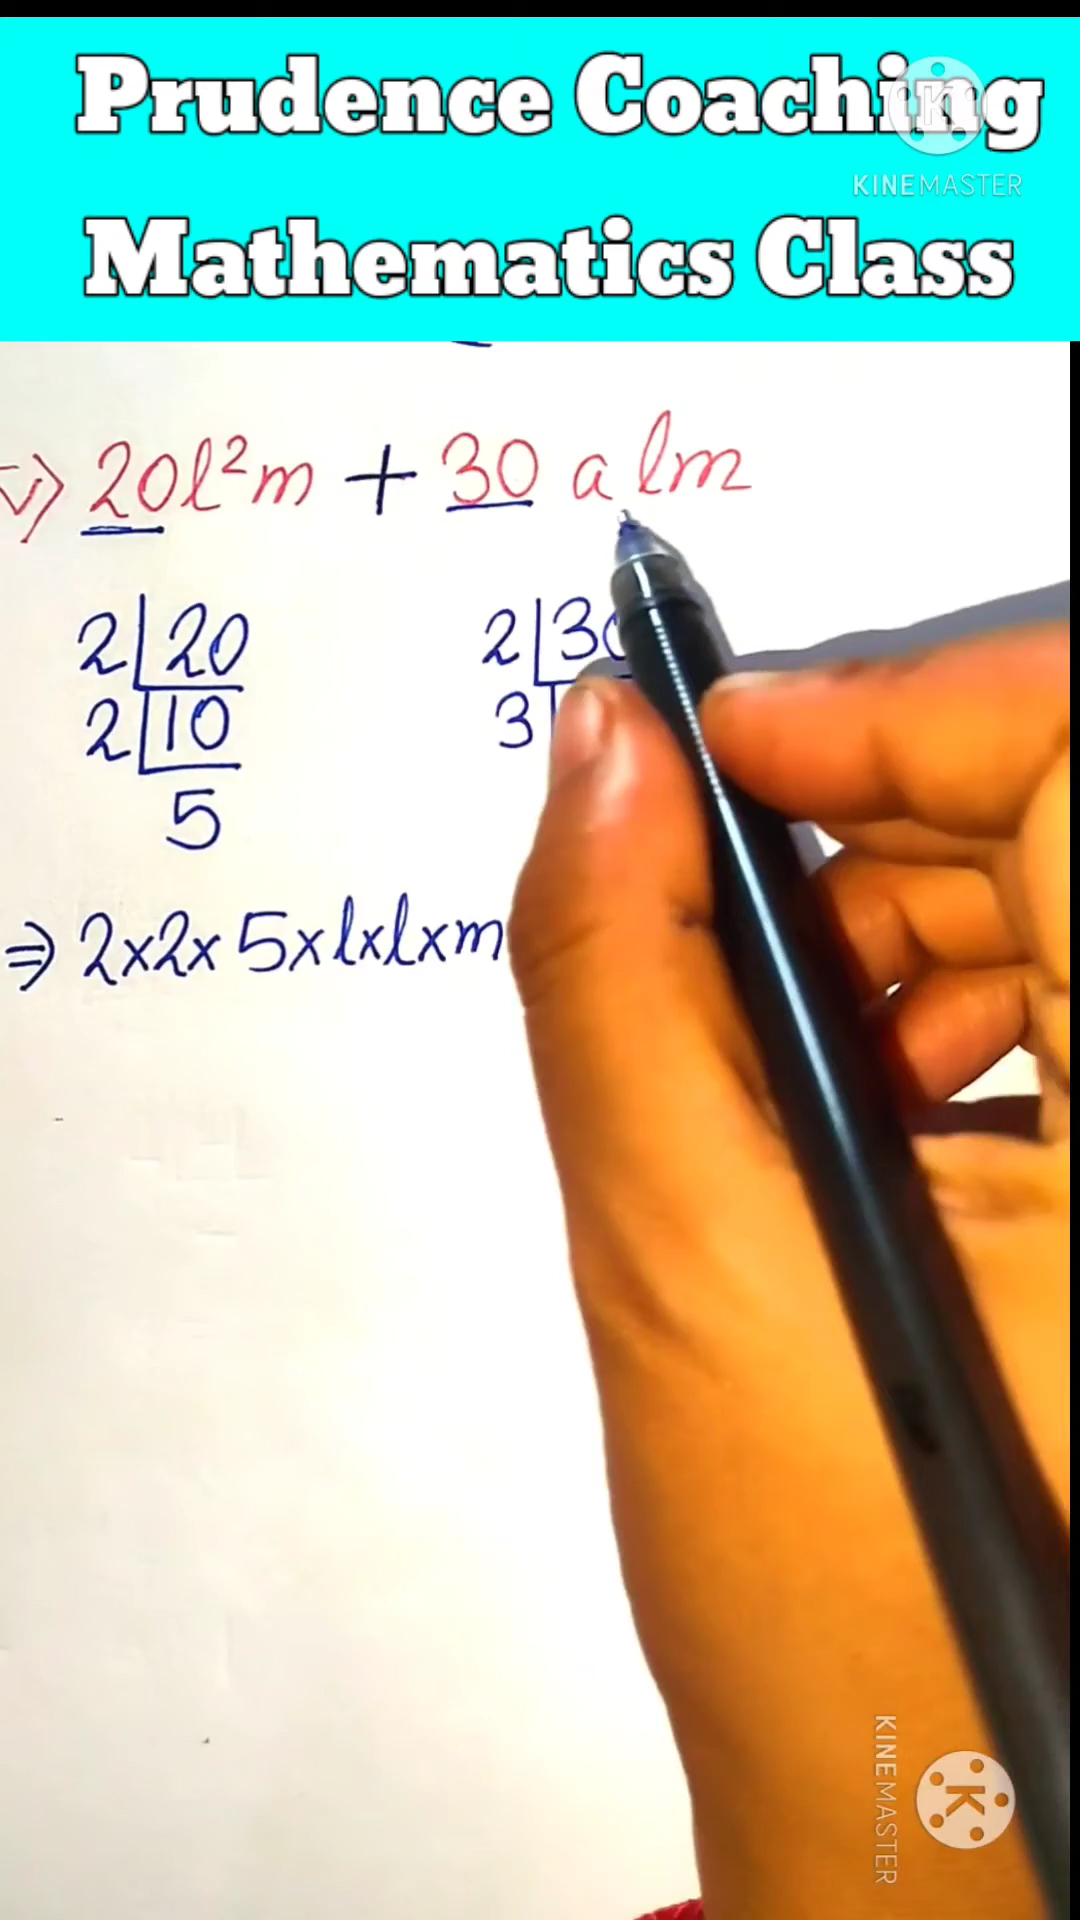 Prudence Coaching
KINEMASTER
Mathematics Class
v) 20l²m + 30 alm
2 | 20
2 | 10
5
2 | 30
3 |
⇒ 2×2×5×l×l×m
KINEMASTER